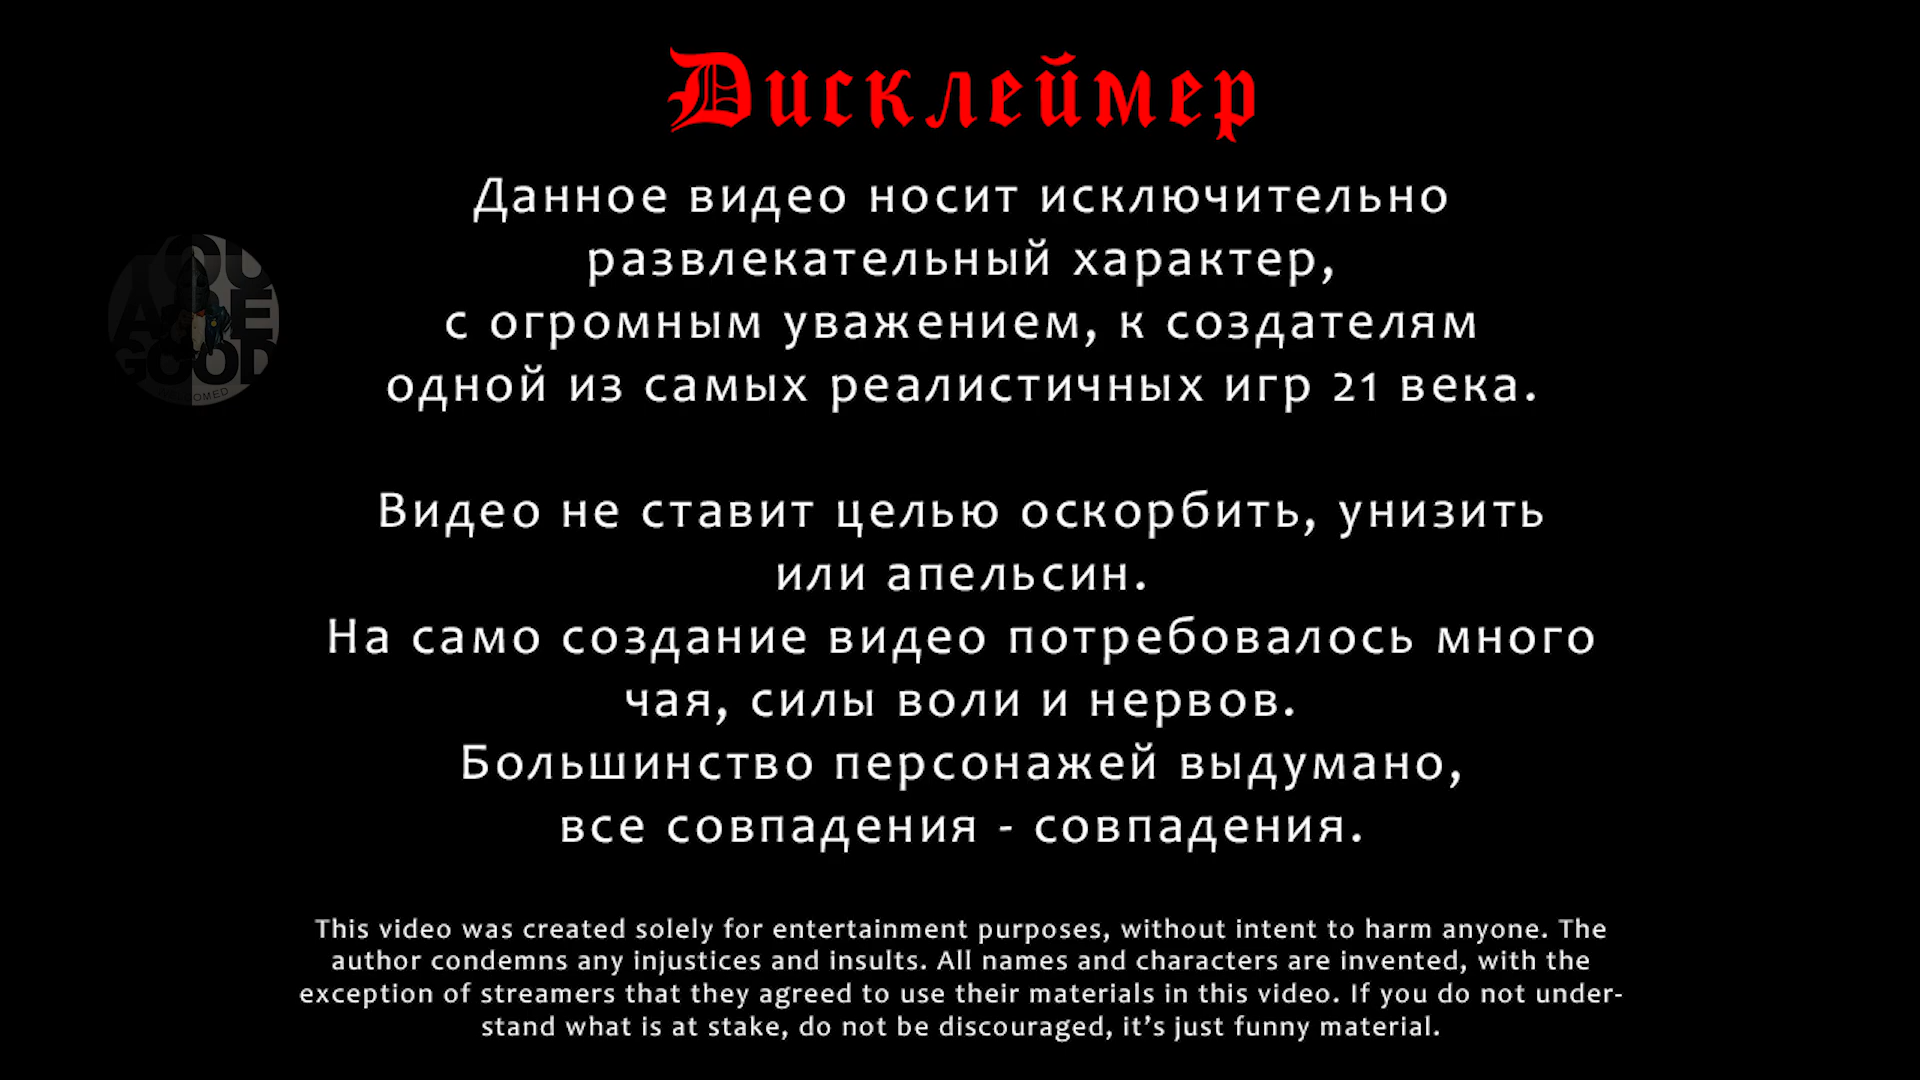 Дисклеймер
Данное видео носит исключительно
развлекательный характер,
с огромным уважением, к создателям
одной из самых реалистичных игр 21 века.
Видео не ставит целью оскорбить, унизить
или апельсин.
На само создание видео потребовалось много
чая, силы воли и нервов.
Большинство персонажей выдумано,
все совпадения - совпадения.
This video was created solely for entertainment purposes, without intent to harm anyone. The
author condemns any injustices and insults. All names and characters are invented, with the
exception of streamers that they agreed to use their materials in this video. If you do not under-
stand what is at stake, do not be discouraged, it’s just funny material.
GOOD